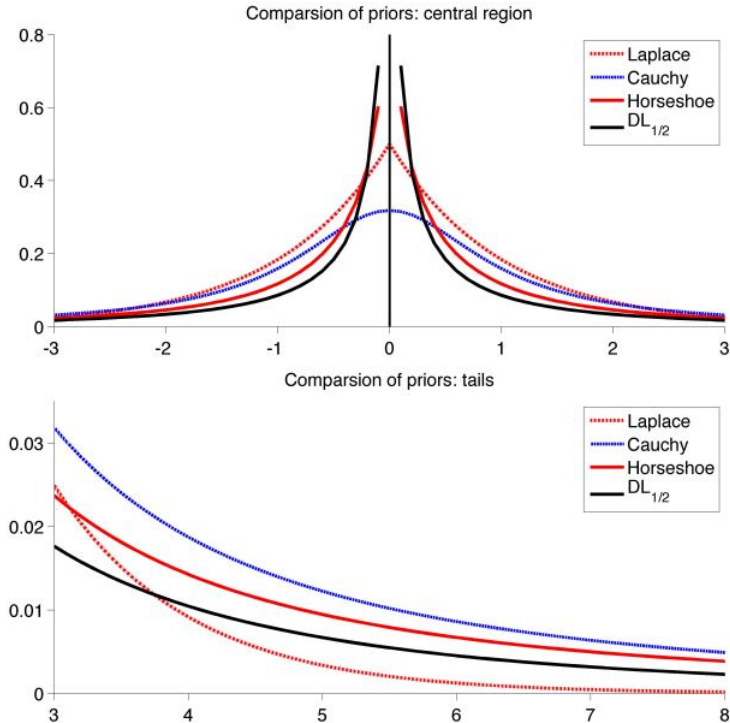 Comparsion of priors: central region
0.8
0.6
0.4
0.2
0
-3 -2 -1 0 1 2 3
Laplace
Cauchy
Horseshoe
DL1/2
Comparsion of priors: tails
0.03
0.02
0.01
0
3 4 5 6 7 8
Laplace
Cauchy
Horseshoe
DL1/2